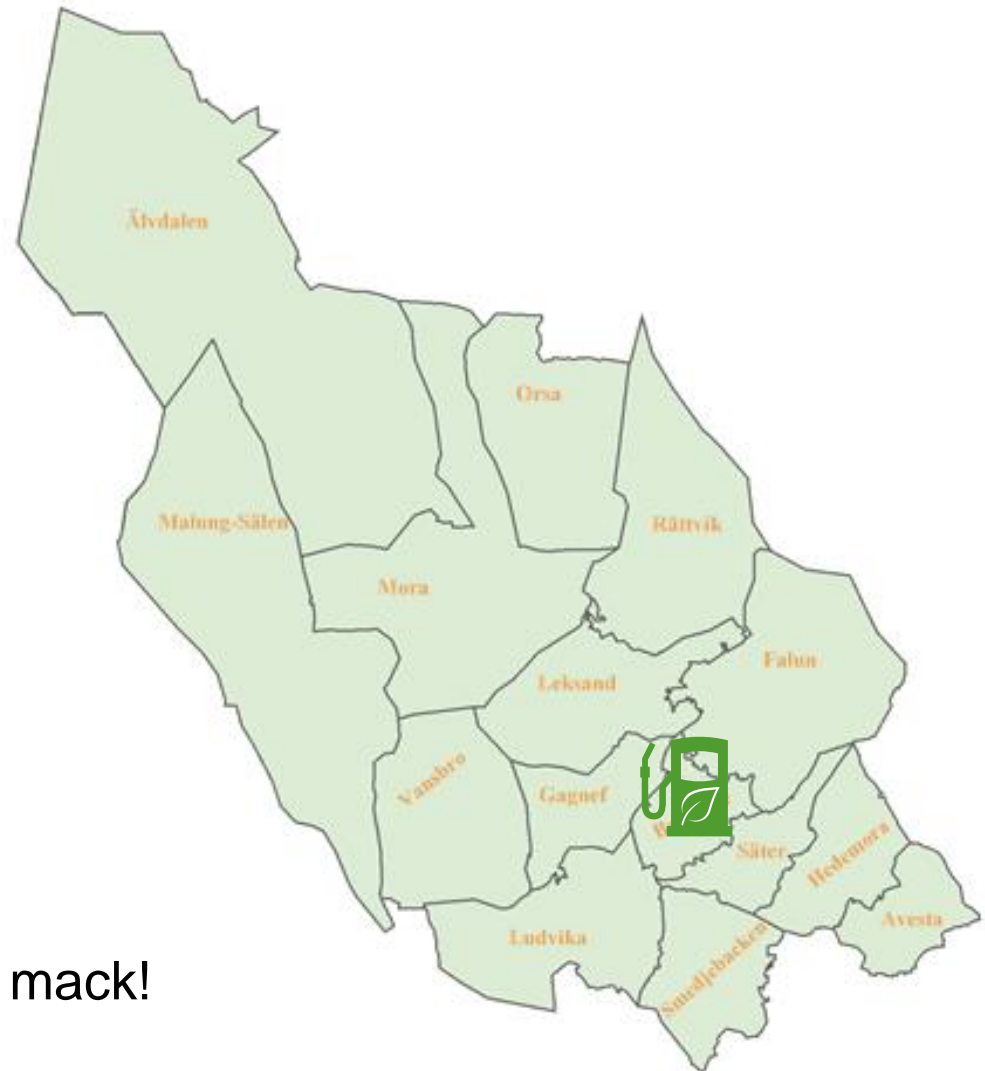 Älvdalen
Orsa
Malung-Sälen
Rättvik
Mora
Falun
Leksand
Vansbro
Gagnef
Säter
Hedemora
Avesta
Ludvika
Smedjebacken
mack!